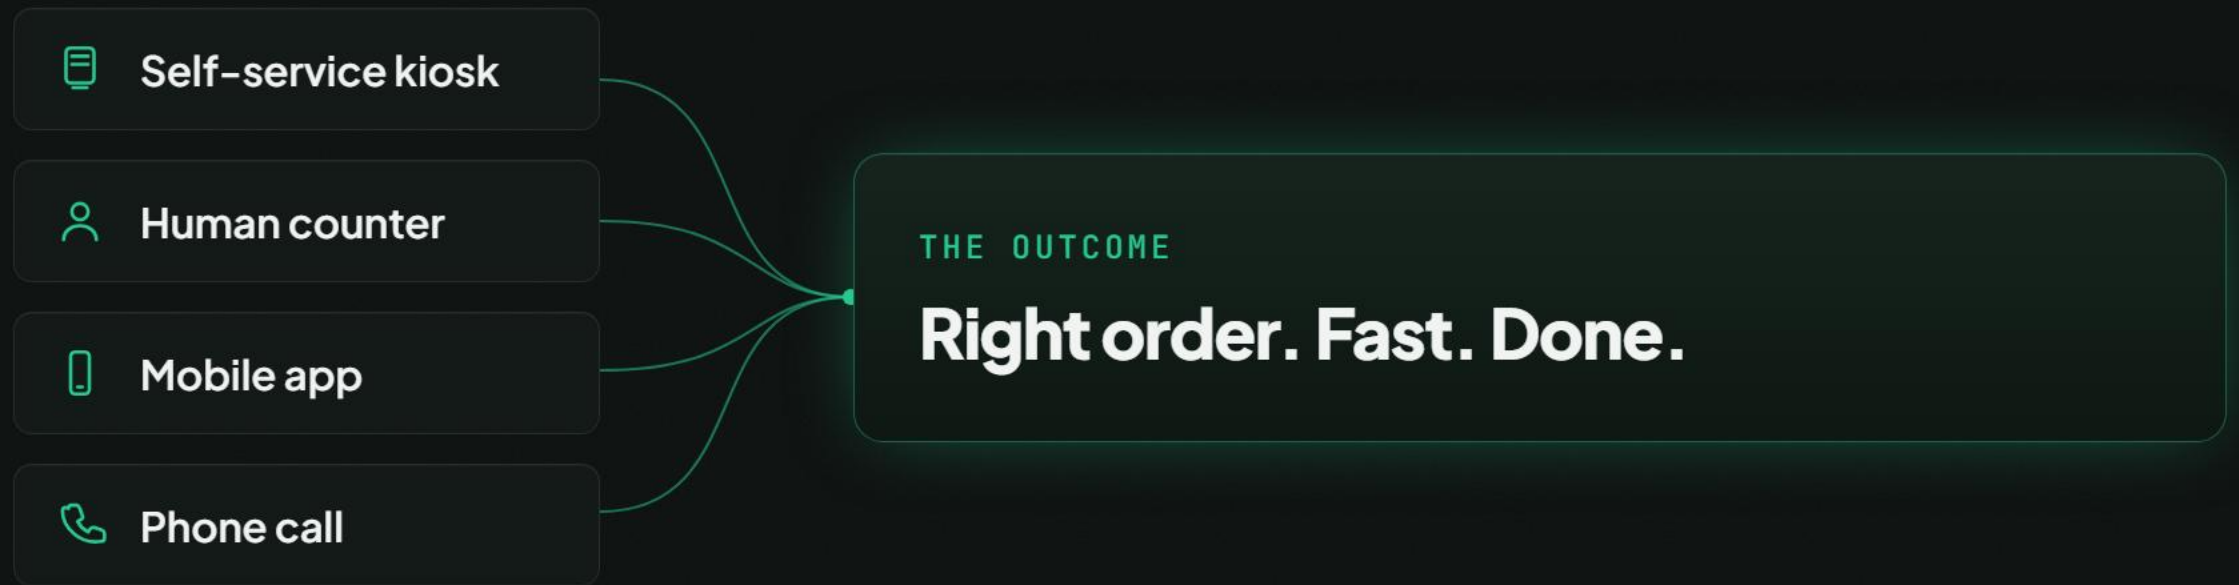 Self-service kiosk
Human counter
Mobile app
Phone call
THE OUTCOME
Right order. Fast. Done.